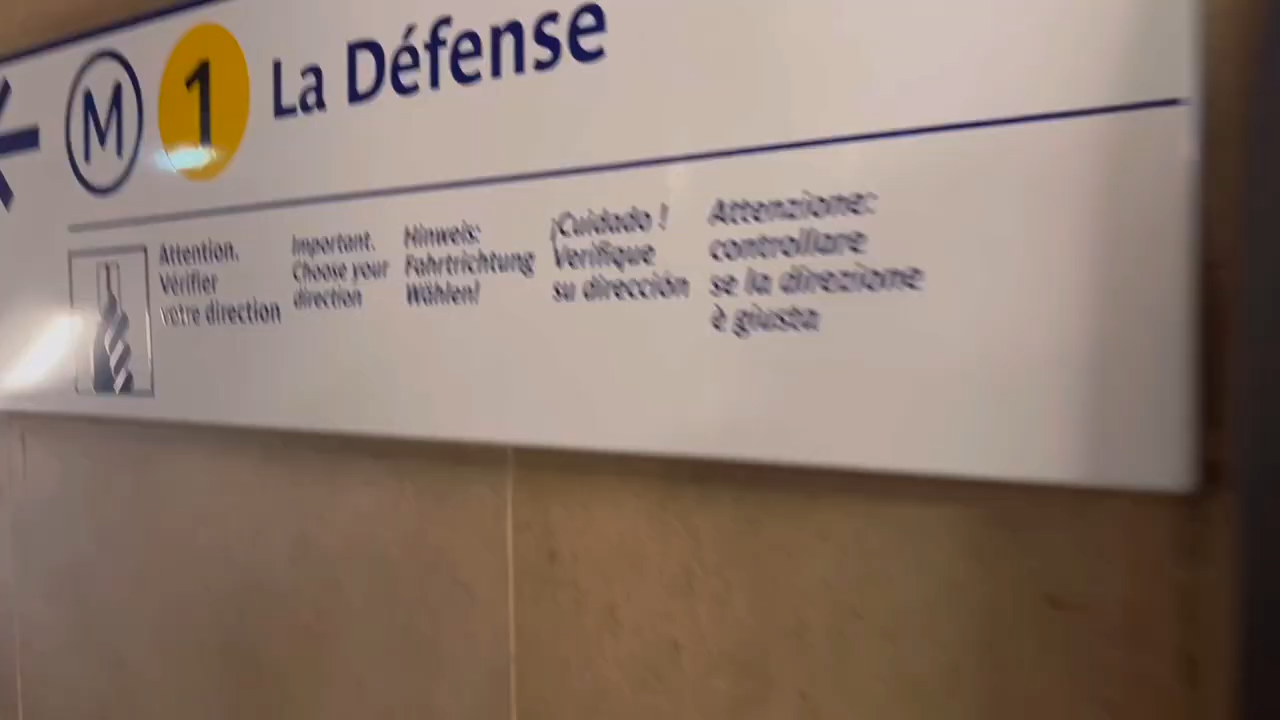 M 1 La Défense
Attention.
Vérifier
votre direction
Important.
Choose your
direction
Hinweis:
Fahrtrichtung
Wählen!
¡Cuidado !
Verifique
su dirección
Attenzione:
controllare
se la direzione
è giusta